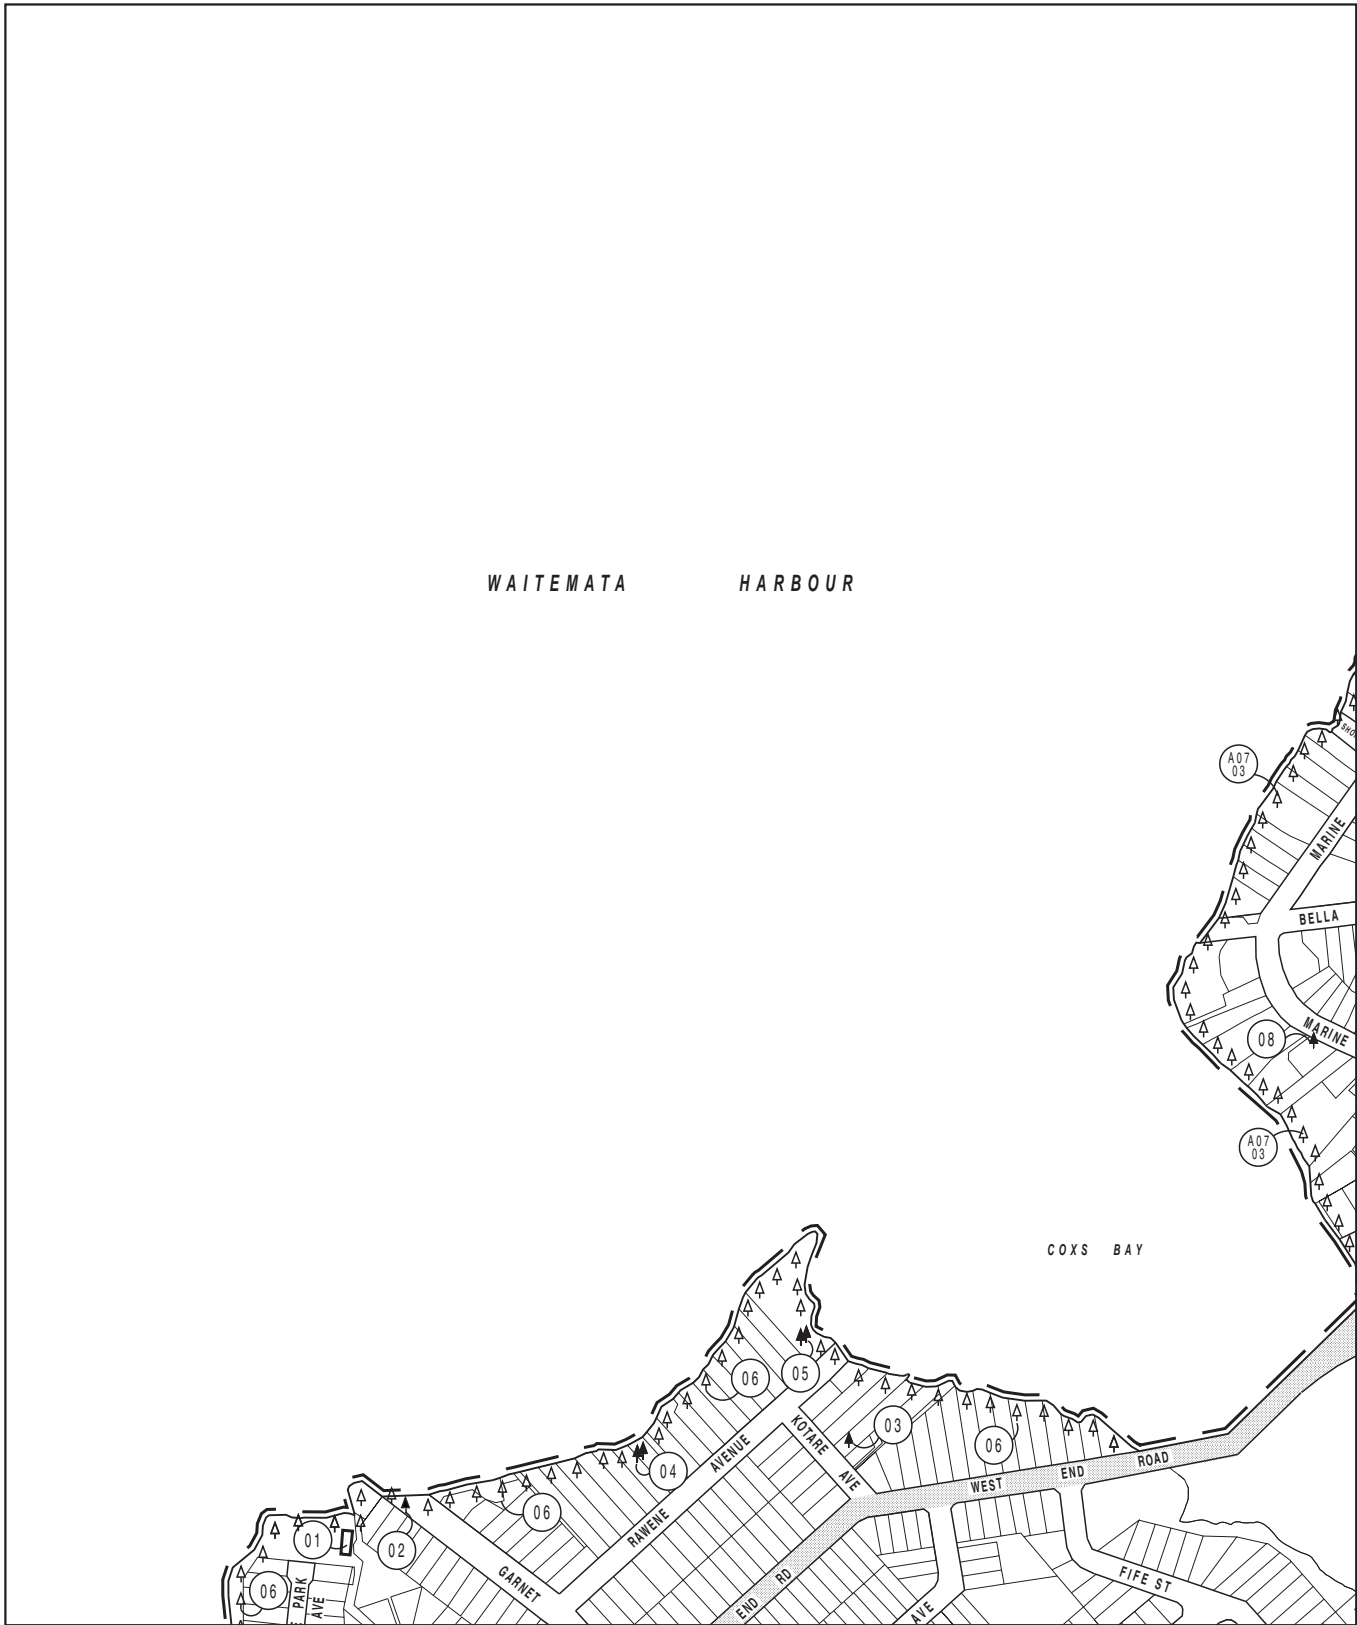 WAITEMATA HARBOUR
A07
03
MARINE
BELLA
MARINE
08
A07
03
COXS BAY
06
05
KOTARE
AVE
03
06
04
AVENUE
RAWENE
06
WEST END ROAD
01
02
GARNET
END RD
AVE
FIFE ST
06
PARK
AVE